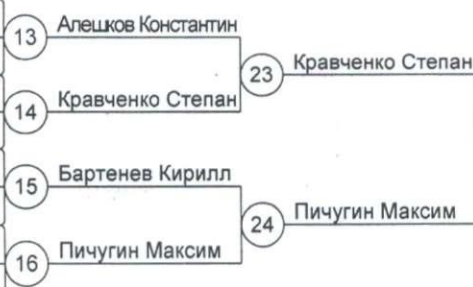 13 Алешков Константин
23 Кравченко Степан
14 Кравченко Степан
15 Бартенев Кирилл
24 Пичугин Максим
16 Пичугин Максим